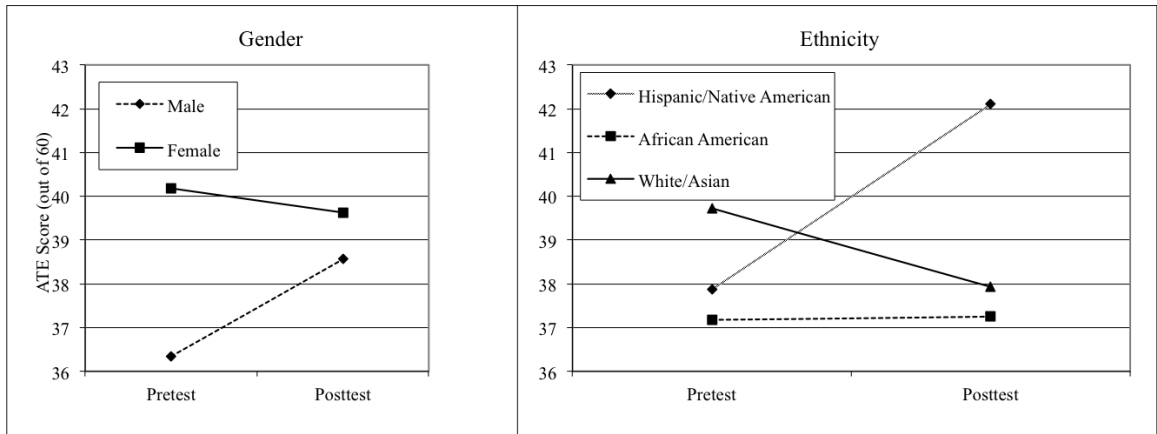 Gender
43
42
41
40
39
38
37
36
ATE Score (out of 60)
Male
Female
Pretest
Posttest
Ethnicity
43
42
41
40
39
38
37
36
Hispanic/Native American
African American
White/Asian
Pretest
Posttest